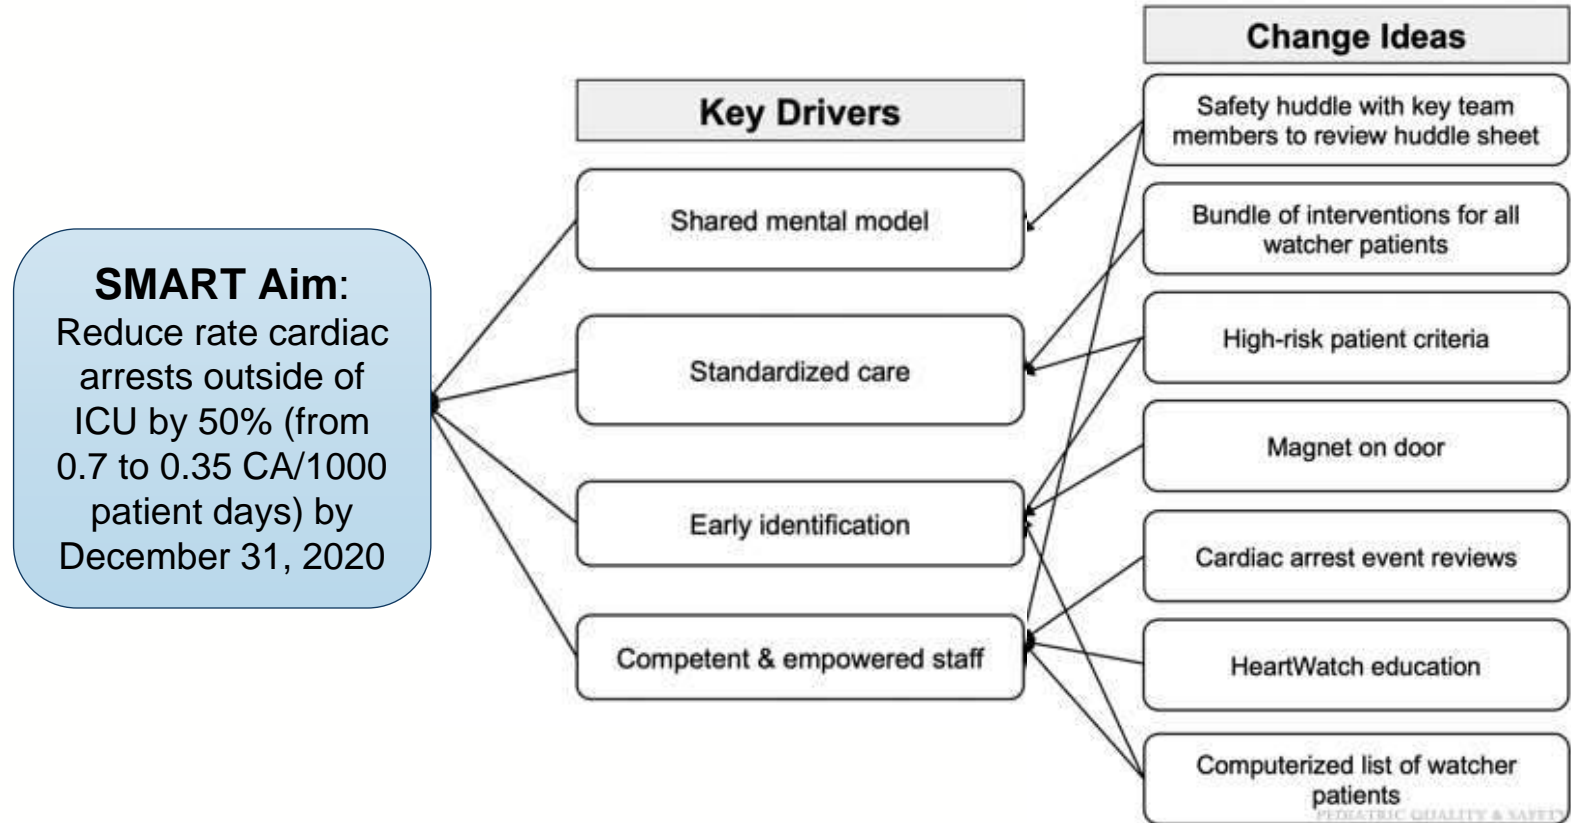 SMART Aim:
Reduce rate cardiac
arrests outside of
ICU by 50% (from
0.7 to 0.35 CA/1000
patient days) by
December 31, 2020
Key Drivers
Shared mental model
Standardized care
Early identification
Competent & empowered staff
Change Ideas
Safety huddle with key team
members to review huddle sheet
Bundle of interventions for all
watcher patients
High-risk patient criteria
Magnet on door
Cardiac arrest event reviews
HeartWatch education
Computerized list of watcher
patients
PEDIATRIC QUALITY & SAFETY